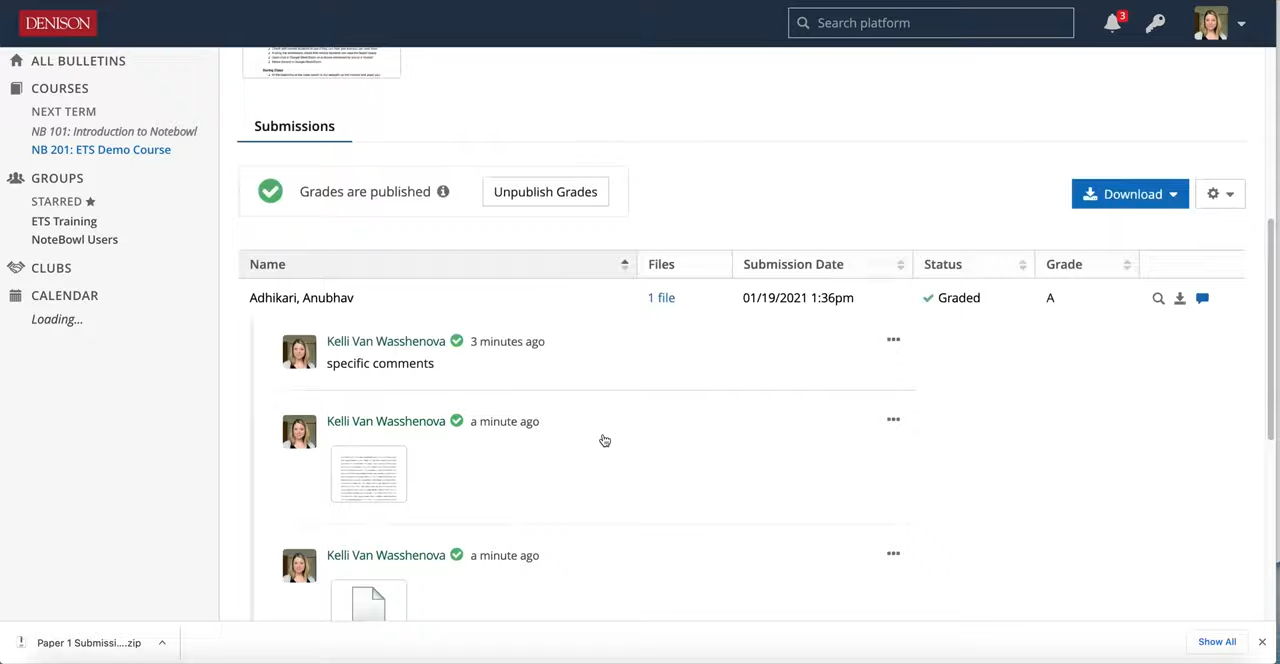 DENISON
Search platform
3
ALL BULLETINS
COURSES
NEXT TERM
NB 101: Introduction to Notebowl
NB 201: ETS Demo Course
GROUPS
STARRED
ETS Training
NoteBowl Users
CLUBS
CALENDAR
Loading...
During Class
Submissions
Grades are published
Unpublish Grades
Download
Name
Files
Submission Date
Status
Grade
Adhikari, Anubhav
1 file
01/19/2021 1:36pm
Graded
A
Kelli Van Wasshenova
3 minutes ago
specific comments
Kelli Van Wasshenova
a minute ago
Kelli Van Wasshenova
a minute ago
Paper 1 Submissi....zip
Show All